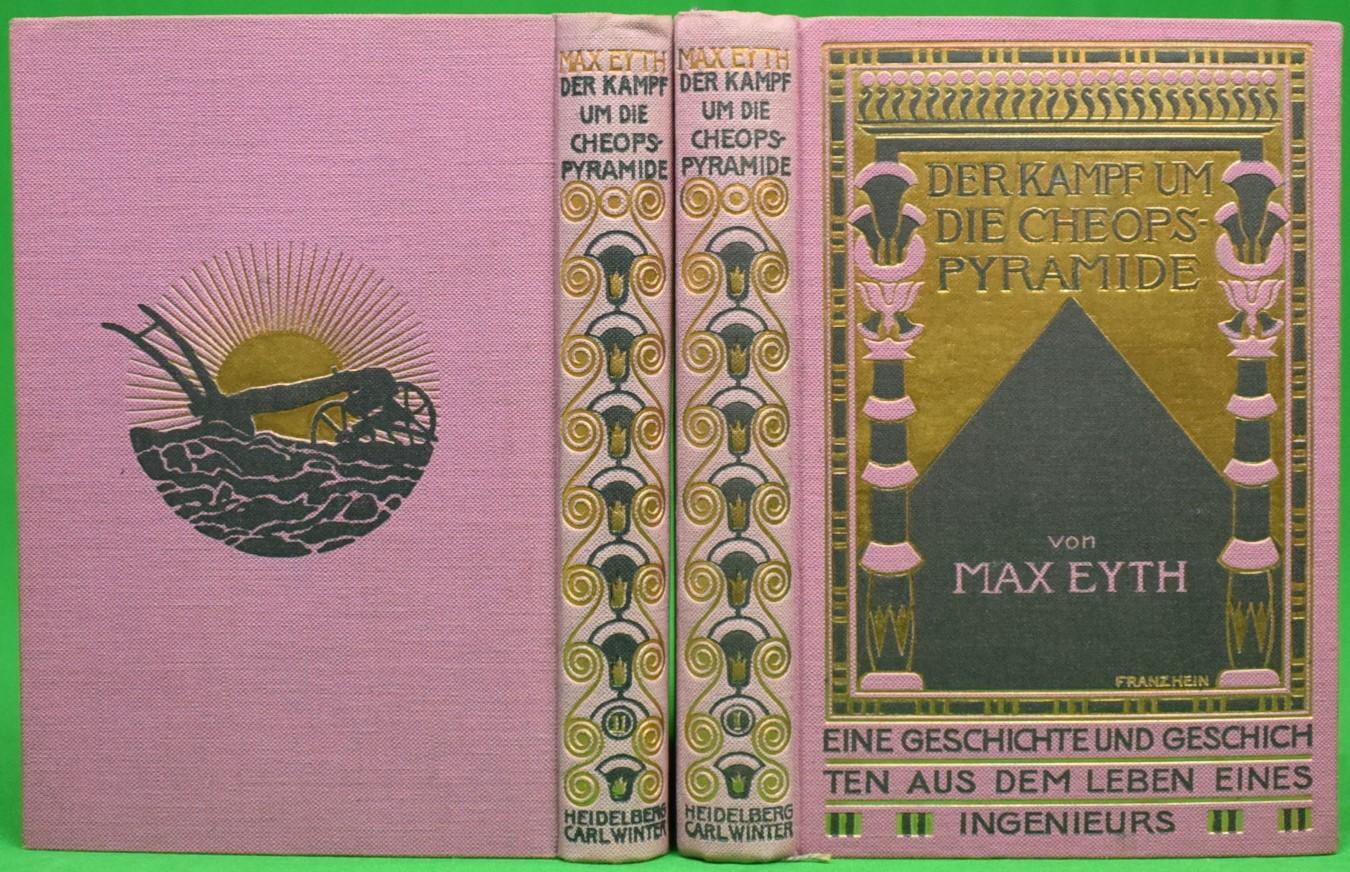 MAX EYTH
DER KAMPF
UM DIE
CHEOPS-
PYRAMIDE
II
HEIDELBERG
CARL WINTER
MAX EYTH
DER KAMPF
UM DIE
CHEOPS-
PYRAMIDE
I
HEIDELBERG
CARL WINTER
DER KAMPF UM
DIE CHEOPS-
PYRAMIDE
von
MAX EYTH
FRANZ HEIN
EINE GESCHICHTE UND GESCHICH
TEN AUS DEM LEBEN EINES
INGENIEURS